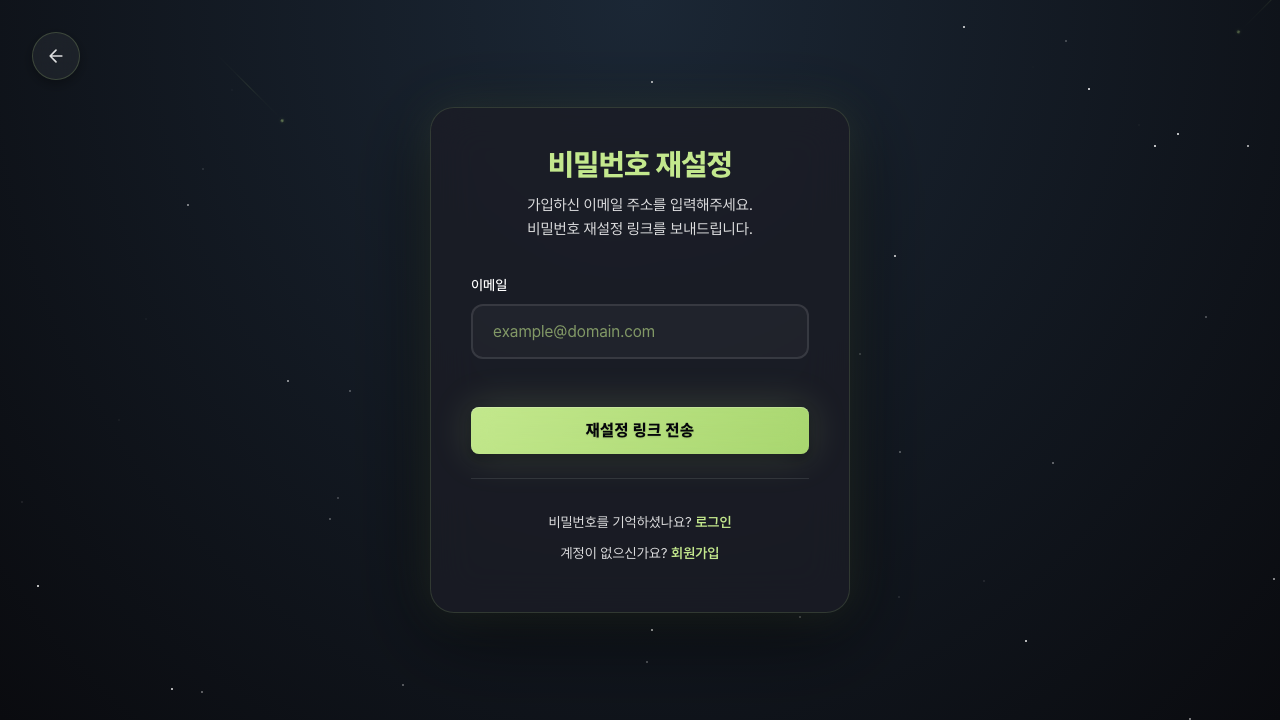 비밀번호 재설정
가입하신 이메일 주소를 입력해주세요.
비밀번호 재설정 링크를 보내드립니다.
이메일
example@domain.com
재설정 링크 전송
비밀번호를 기억하셨나요? 로그인
계정이 없으신가요? 회원가입